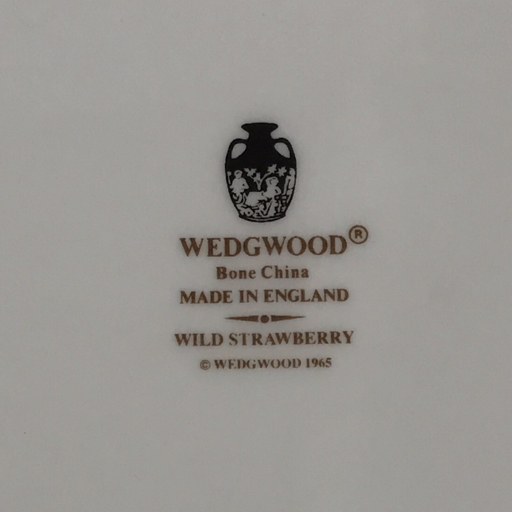 WEDGWOOD®
Bone China
MADE IN ENGLAND
WILD STRAWBERRY
© WEDGWOOD 1965